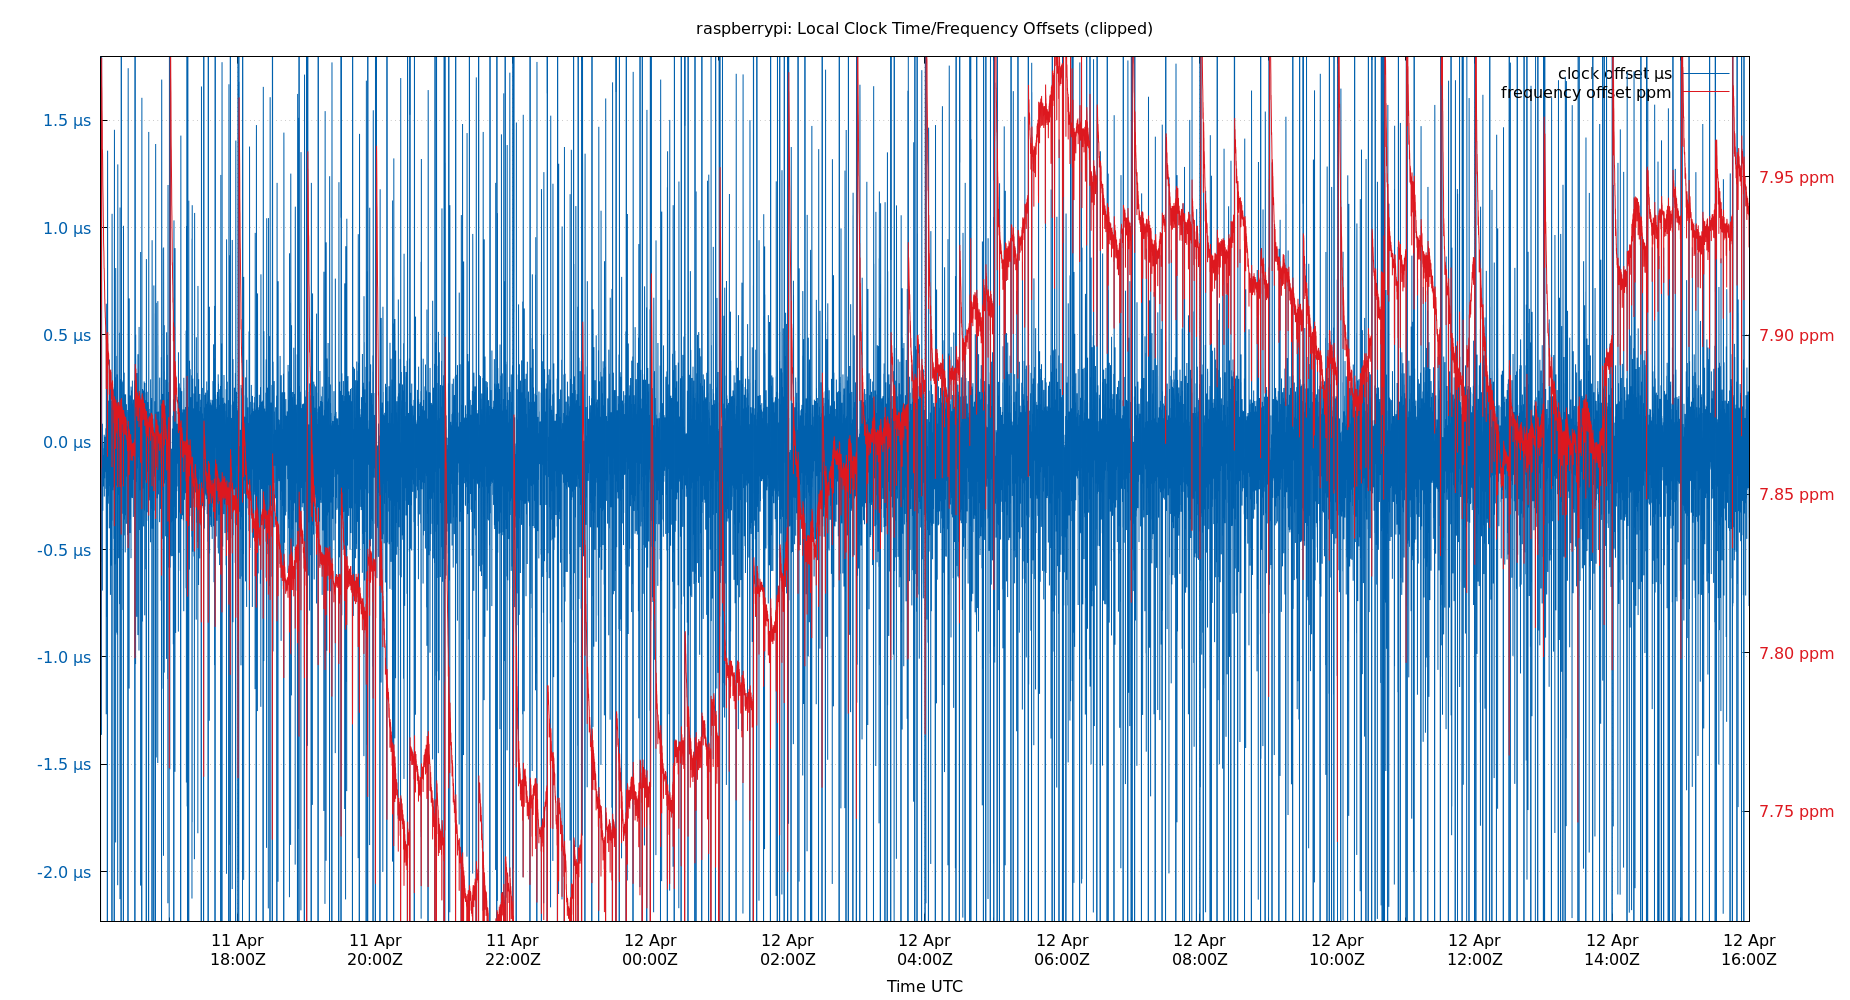 raspberrypi: Local Clock Time/Frequency Offsets (clipped)
clock offset µs
frequency offset ppm
1.5 µs
1.0 µs
0.5 µs
0.0 µs
-0.5 µs
-1.0 µs
-1.5 µs
-2.0 µs
7.95 ppm
7.90 ppm
7.85 ppm
7.80 ppm
7.75 ppm
11 Apr 11 Apr 11 Apr 12 Apr 12 Apr 12 Apr 12 Apr 12 Apr 12 Apr 12 Apr 12 Apr 12 Apr
18:00Z 20:00Z 22:00Z 00:00Z 02:00Z 04:00Z 06:00Z 08:00Z 10:00Z 12:00Z 14:00Z 16:00Z
Time UTC